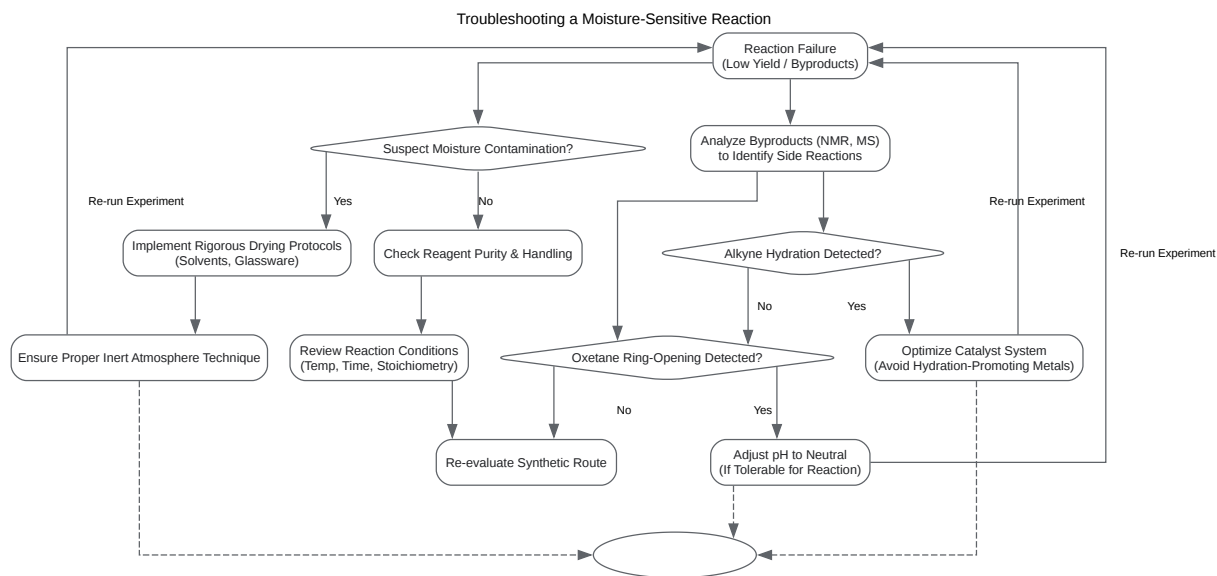 Troubleshooting a Moisture-Sensitive Reaction
Reaction Failure
(Low Yield / Byproducts)
Suspect Moisture Contamination?
Analyze Byproducts (NMR, MS)
to Identify Side Reactions
Re-run Experiment
Yes
No
Re-run Experiment
Implement Rigorous Drying Protocols
(Solvents, Glassware)
Check Reagent Purity & Handling
Alkyne Hydration Detected?
Re-run Experiment
No
Yes
Ensure Proper Inert Atmosphere Technique
Review Reaction Conditions
(Temp, Time, Stoichiometry)
Oxetane Ring-Opening Detected?
Optimize Catalyst System
(Avoid Hydration-Promoting Metals)
No
Yes
Re-evaluate Synthetic Route
Adjust pH to Neutral
(If Tolerable for Reaction)